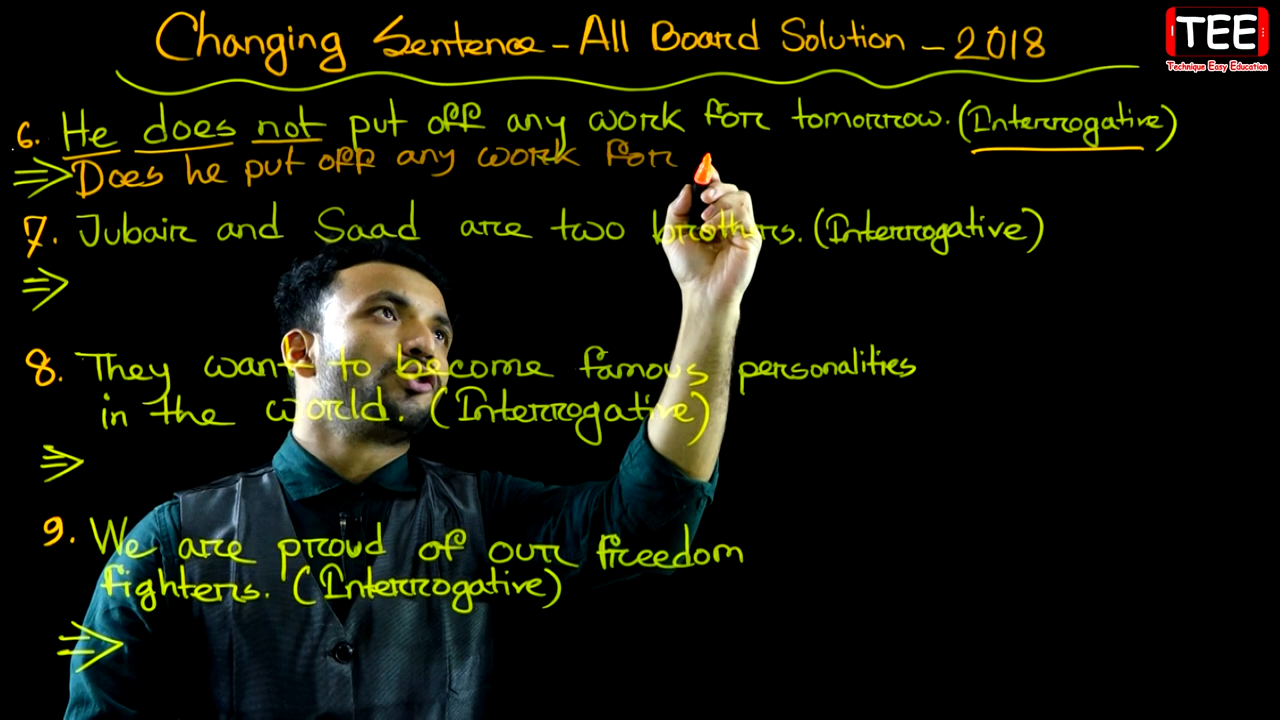 Changing Sentence - All Board Solution - 2018
TEE
Technique Easy Education
6. He does not put off any work for tomorrow. (Interrogative)
⇒ Does he put off any work for
7. Jubair and Saad are two brothers. (Interrogative)
⇒
8. They want to become famous personalities
in the world. (Interrogative)
⇒
9. We are proud of our freedom
fighters. (Interrogative)
⇒